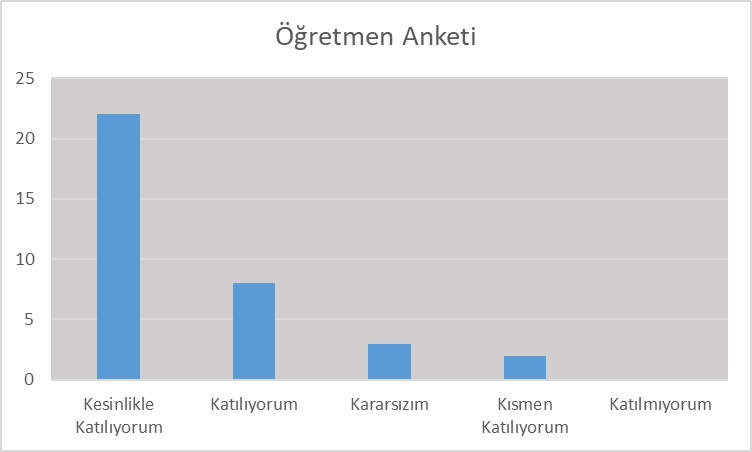 Öğretmen Anketi
25
20
15
10
5
0
Kesinlikle
Katılıyorum
Katılıyorum
Kararsızım
Kısmen
Katılıyorum
Katılmıyorum